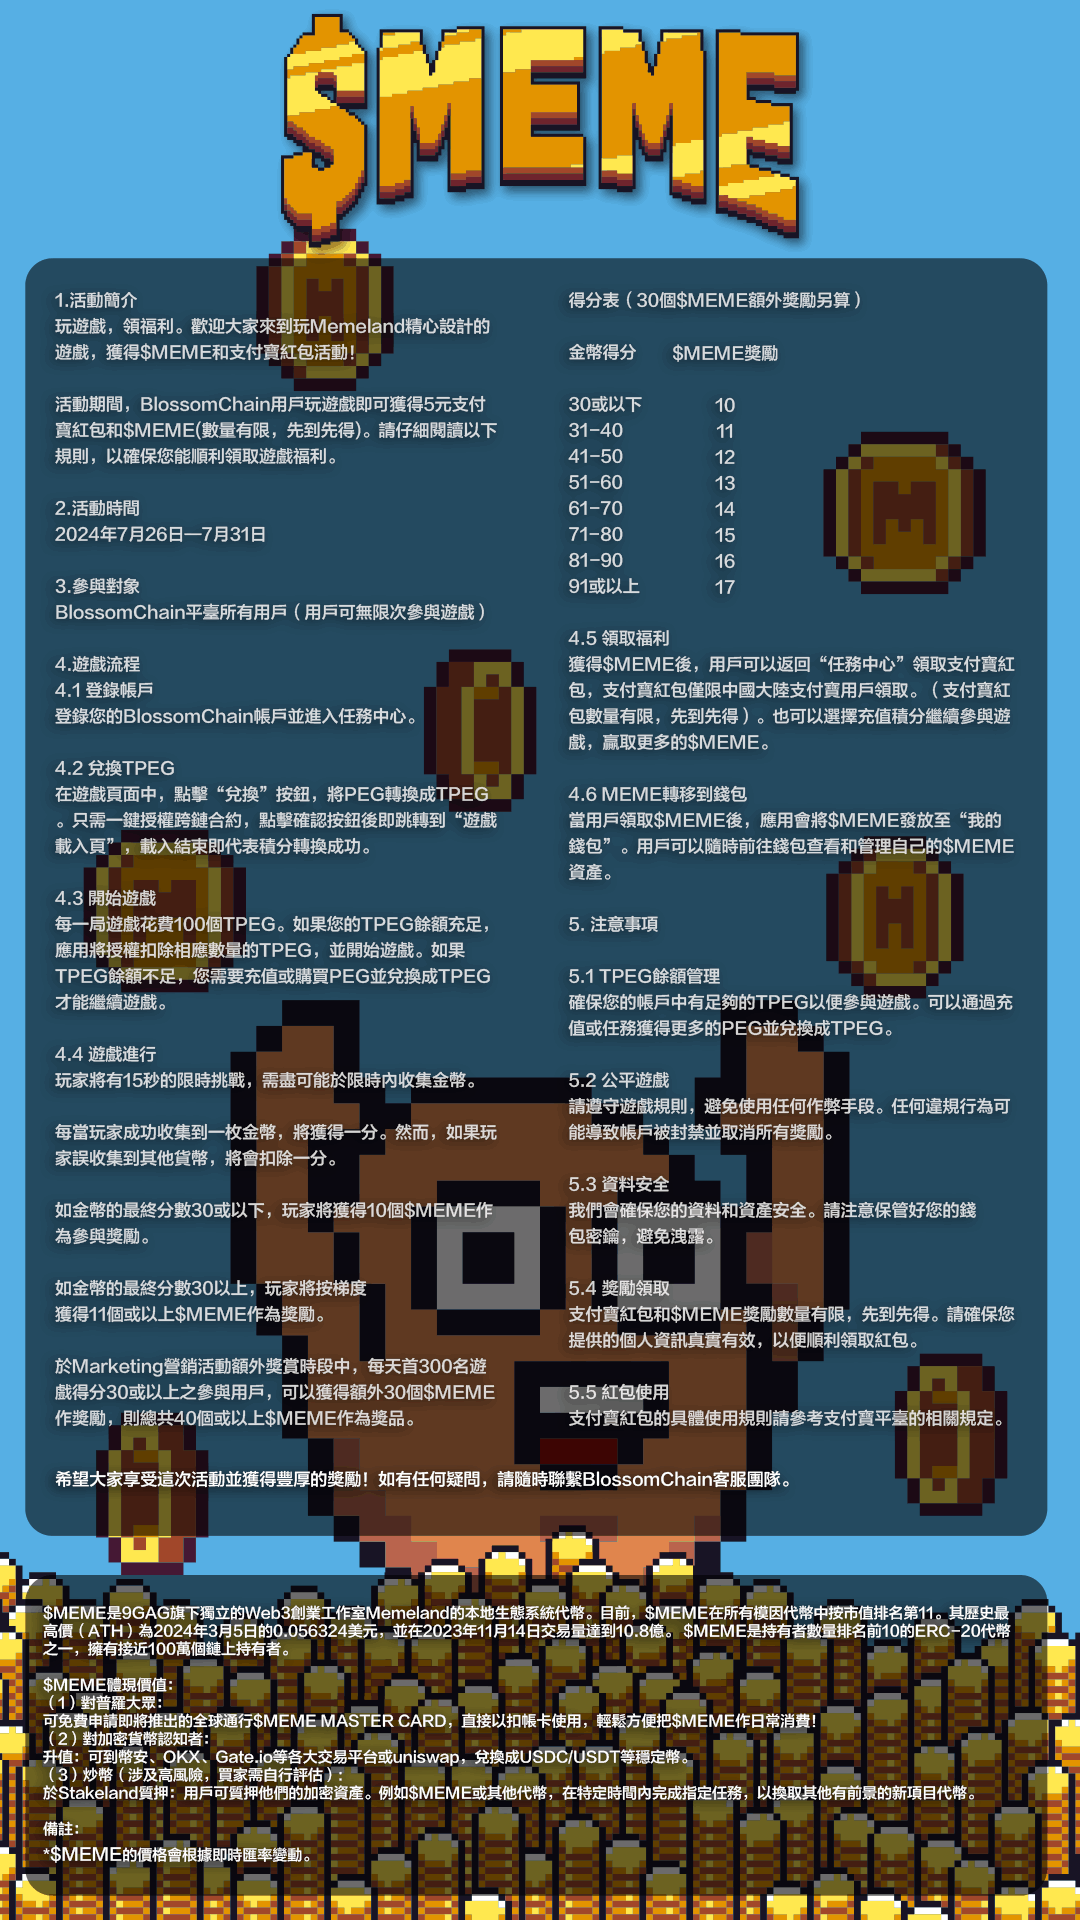 $MEME
1.活動簡介
玩遊戲，領福利。歡迎大家來到玩Memeland精心設計的
遊戲，獲得$MEME和支付寶紅包活動！
活動期間，BlossomChain用戶玩遊戲即可獲得5元支付
寶紅包和$MEME(數量有限，先到先得)。請仔細閱讀以下
規則，以確保您能順利領取遊戲福利。
2.活動時間
2024年7月26日—7月31日
3.參與對象
BlossomChain平臺所有用戶（用戶可無限次參與遊戲）
4.遊戲流程
4.1 登錄帳戶
登錄您的BlossomChain帳戶並進入任務中心。
4.2 兌換TPEG
在遊戲頁面中，點擊“兌換”按鈕，將PEG轉換成TPEG
。只需一鍵授權跨鏈合約，點擊確認按鈕後即跳轉到“遊戲
載入頁”，載入結束即代表積分轉換成功。
4.3 開始遊戲
每一局遊戲花費100個TPEG。如果您的TPEG餘額充足，
應用將授權扣除相應數量的TPEG，並開始遊戲。如果
TPEG餘額不足，您需要充值或購買PEG並兌換成TPEG
才能繼續遊戲。
4.4 遊戲進行
玩家將有15秒的限時挑戰，需盡可能於限時內收集金幣。
每當玩家成功收集到一枚金幣，將獲得一分。然而，如果玩
家誤收集到其他貨幣，將會扣除一分。
如金幣的最終分數30或以下，玩家將獲得10個$MEME作
為參與獎勵。
如金幣的最終分數30以上，玩家將按梯度
獲得11個或以上$MEME作為獎勵。
於Marketing營銷活動額外獎賞時段中，每天首300名遊
戲得分30或以上之參與用戶，可以獲得額外30個$MEME
作獎勵，則總共40個或以上$MEME作為獎品。
得分表（30個$MEME額外獎勵另算）
金幣得分 $MEME獎勵
30或以下 10
31-40 11
41-50 12
51-60 13
61-70 14
71-80 15
81-90 16
91或以上 17
4.5 領取福利
獲得$MEME後，用戶可以返回“任務中心”領取支付寶紅
包，支付寶紅包僅限中國大陸支付寶用戶領取。（支付寶紅
包數量有限，先到先得）。也可以選擇充值積分繼續參與遊
戲，贏取更多的$MEME。
4.6 MEME轉移到錢包
當用戶領取$MEME後，應用會將$MEME發放至“我的
錢包”。用戶可以隨時前往錢包查看和管理自己的$MEME
資產。
5. 注意事項
5.1 TPEG餘額管理
確保您的帳戶中有足夠的TPEG以便參與遊戲。可以通過充
值或任務獲得更多的PEG並兌換成TPEG。
5.2 公平遊戲
請遵守遊戲規則，避免使用任何作弊手段。任何違規行為可
能導致帳戶被封禁並取消所有獎勵。
5.3 資料安全
我們會確保您的資料和資產安全。請注意保管好您的錢
包密鑰，避免洩露。
5.4 獎勵領取
支付寶紅包和$MEME獎勵數量有限，先到先得。請確保您
提供的個人資訊真實有效，以便順利領取紅包。
5.5 紅包使用
支付寶紅包的具體使用規則請參考支付寶平臺的相關規定。
希望大家享受這次活動並獲得豐厚的獎勵！如有任何疑問，請隨時聯繫BlossomChain客服團隊。
$MEME是9GAG旗下獨立的Web3創業工作室Memeland的本地生態系統代幣。目前，$MEME在所有模因代幣中按市值排名第11。其歷史最
高價（ATH）為2024年3月5日的0.056324美元，並在2023年11月14日交易量達到10.8億。 $MEME是持有者數量排名前10的ERC-20代幣
之一，擁有接近100萬個鏈上持有者。
$MEME體現價值：
（1）對普羅大眾：
可免費申請即將推出的全球通行$MEME MASTER CARD，直接以扣帳卡使用，輕鬆方便把$MEME作日常消費！
（2）對加密貨幣認知者：
升值：可到幣安、OKX、Gate.io等各大交易平台或uniswap，兌換成USDC/USDT等穩定幣。
（3）炒幣（涉及高風險，買家需自行評估）：
於Stakeland質押：用戶可質押他們的加密資產。例如$MEME或其他代幣，在特定時間內完成指定任務，以換取其他有前景的新項目代幣。
備註：
*$MEME的價格會根據即時匯率變動。